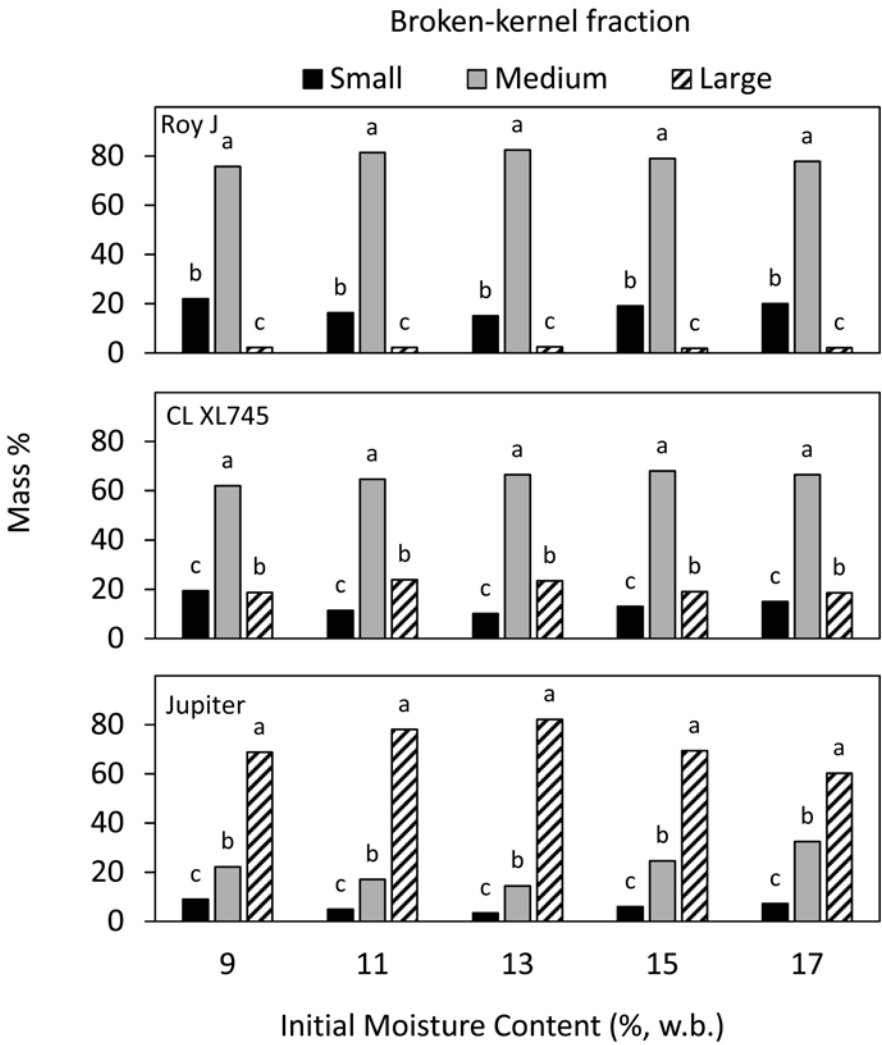 Broken-kernel fraction
Small Medium Large
Roy J
a a a a a
80
60
40
b b b b b
20
c c c c c
0
CL XL745
a a a a a
80
60
40
c b c b c b c b c b
20
0
Mass %
Jupiter
a a a a a
80
60
40
c b c b c b c b c b
20
0
9 11 13 15 17
Initial Moisture Content (%, w.b.)